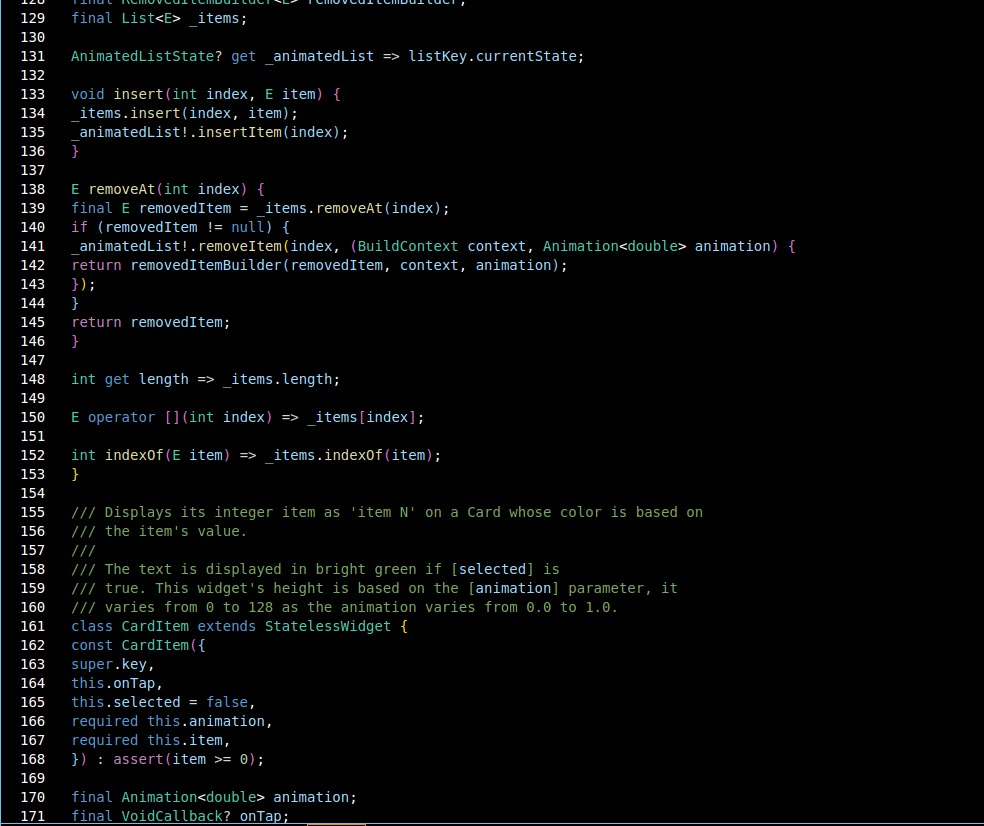 128 final RemovedItemBuilder<E> removedItemBuilder;
129 final List<E> _items;
130
131 AnimatedListState? get _animatedList => listKey.currentState;
132
133 void insert(int index, E item) {
134 _items.insert(index, item);
135 _animatedList!.insertItem(index);
136 }
137
138 E removeAt(int index) {
139 final E removedItem = _items.removeAt(index);
140 if (removedItem != null) {
141 _animatedList!.removeItem(index, (BuildContext context, Animation<double> animation) {
142 return removedItemBuilder(removedItem, context, animation);
143 });
144 }
145 return removedItem;
146 }
147
148 int get length => _items.length;
149
150 E operator [](int index) => _items[index];
151
152 int indexOf(E item) => _items.indexOf(item);
153 }
154
155 /// Displays its integer item as 'item N' on a Card whose color is based on
156 /// the item's value.
157 ///
158 /// The text is displayed in bright green if [selected] is
159 /// true. This widget's height is based on the [animation] parameter, it
160 /// varies from 0 to 128 as the animation varies from 0.0 to 1.0.
161 class CardItem extends StatelessWidget {
162 const CardItem({
163 super.key,
164 this.onTap,
165 this.selected = false,
166 required this.animation,
167 required this.item,
168 }) : assert(item >= 0);
169
170 final Animation<double> animation;
171 final VoidCallback? onTap;